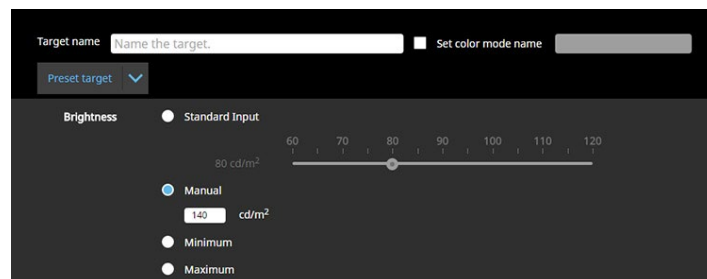 Target name Name the target. Set color mode name
Preset target
Brightness Standard Input
60 70 80 90 100 110 120
80 cd/m²
Manual
140 cd/m²
Minimum
Maximum